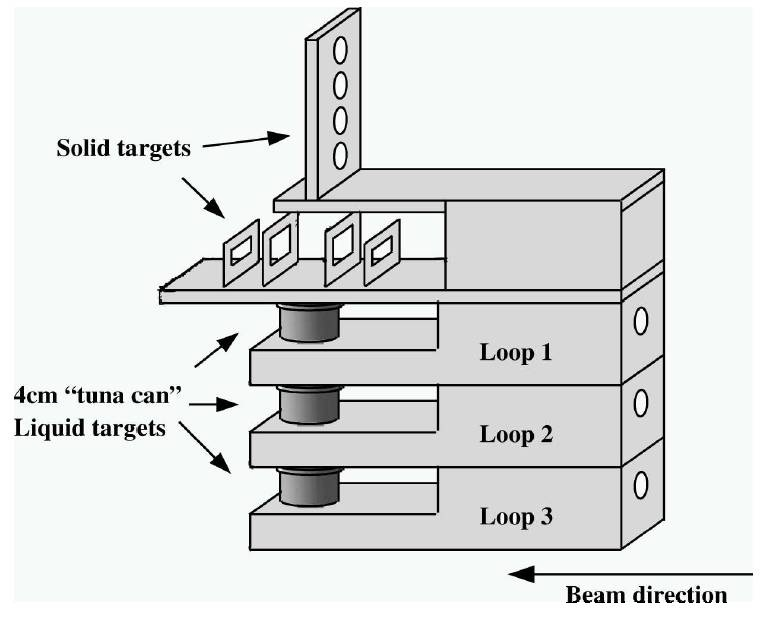 Solid targets
Loop 1
4cm “tuna can”
Liquid targets
Loop 2
Loop 3
Beam direction